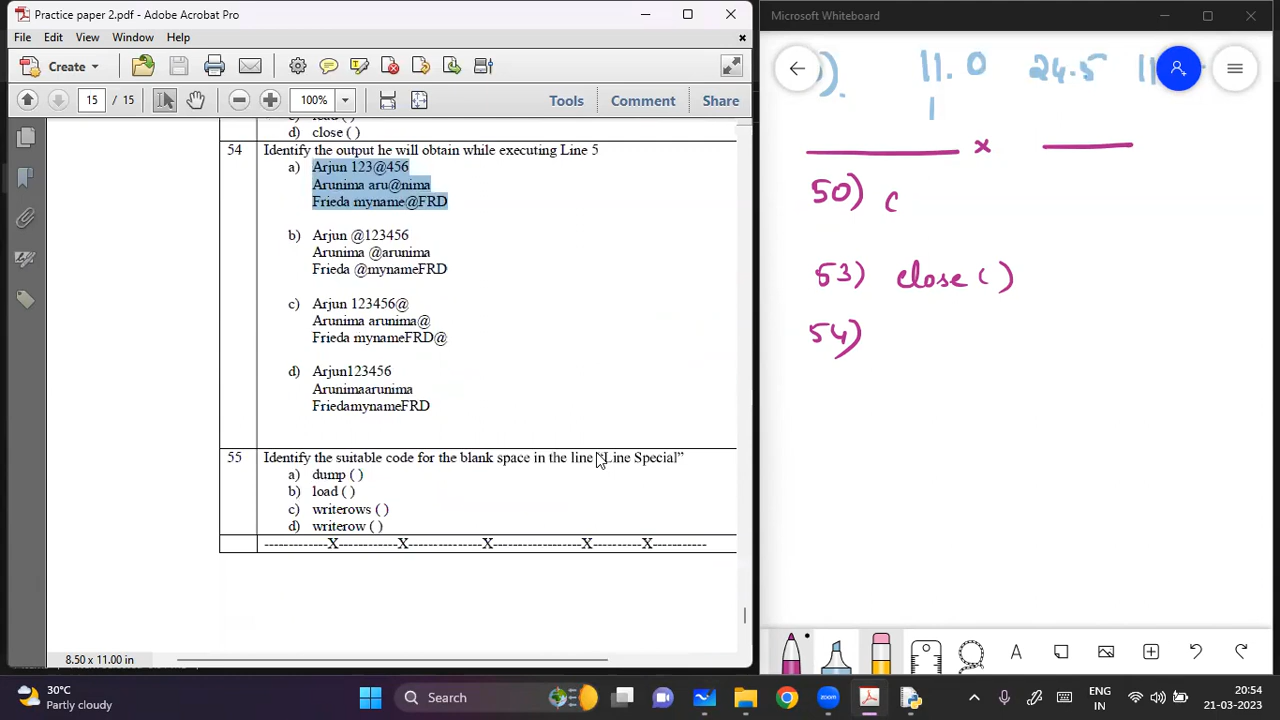 Practice paper 2.pdf - Adobe Acrobat Pro
File Edit View Window Help
Create
15 / 15 100% Tools Comment Share
d) close ( )
54 Identify the output he will obtain while executing Line 5
a) Arjun 123@456
Arunima aru@nima
Frieda myname@FRD
b) Arjun @123456
Arunima @arunima
Frieda @mynameFRD
c) Arjun 123456@
Arunima arunima@
Frieda mynameFRD@
d) Arjun123456
Arunimaarunima
FriedamynameFRD
55 Identify the suitable code for the blank space in the line "Line Special”
a) dump ( )
b) load ( )
c) writerows ( )
d) writerow ( )
-------------X------------X---------------X-----------------X----------X-----------
8.50 x 11.00 in
Microsoft Whiteboard
). 11.0 24.5 11
1
x
50) c
53) close ( )
54)
A
30°C
Partly cloudy
Search
ENG
IN
20:54
21-03-2023